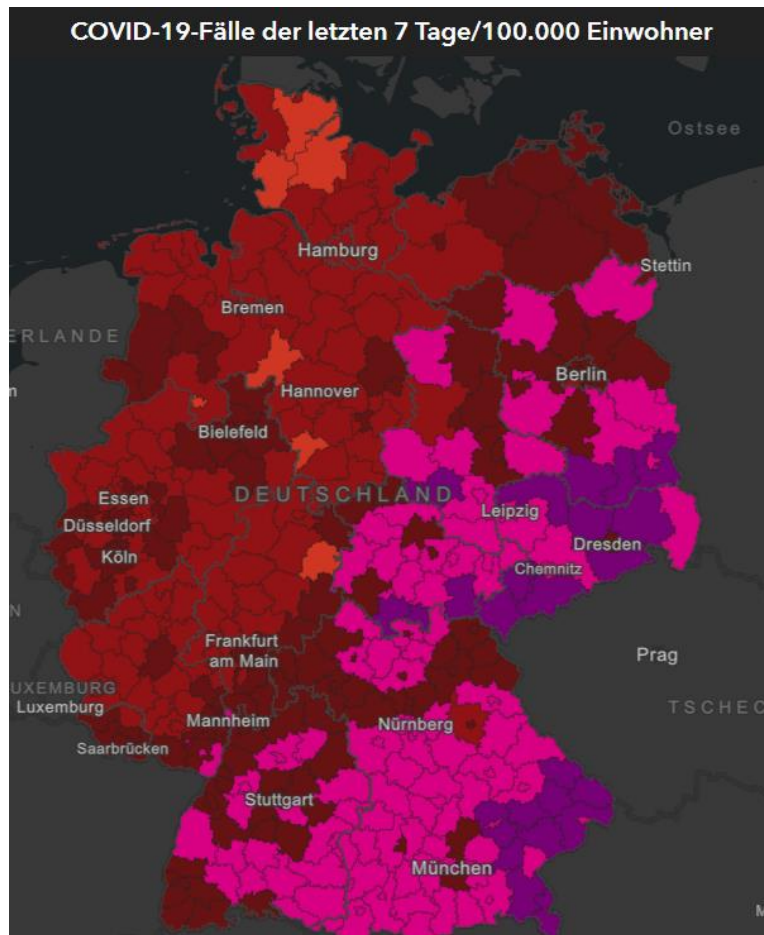 COVID-19-Fälle der letzten 7 Tage/100.000 Einwohner
Ostsee
Hamburg
Stettin
Bremen
ERLANDE
Berlin
Hannover
Bielefeld
DEUTSCHLAND
Essen
Leipzig
Düsseldorf
Dresden
Köln
Chemnitz
Frankfurt
am Main
Prag
UXEMBURG
Luxemburg
TSCHEC
Mannheim
Nürnberg
Saarbrücken
Stuttgart
München